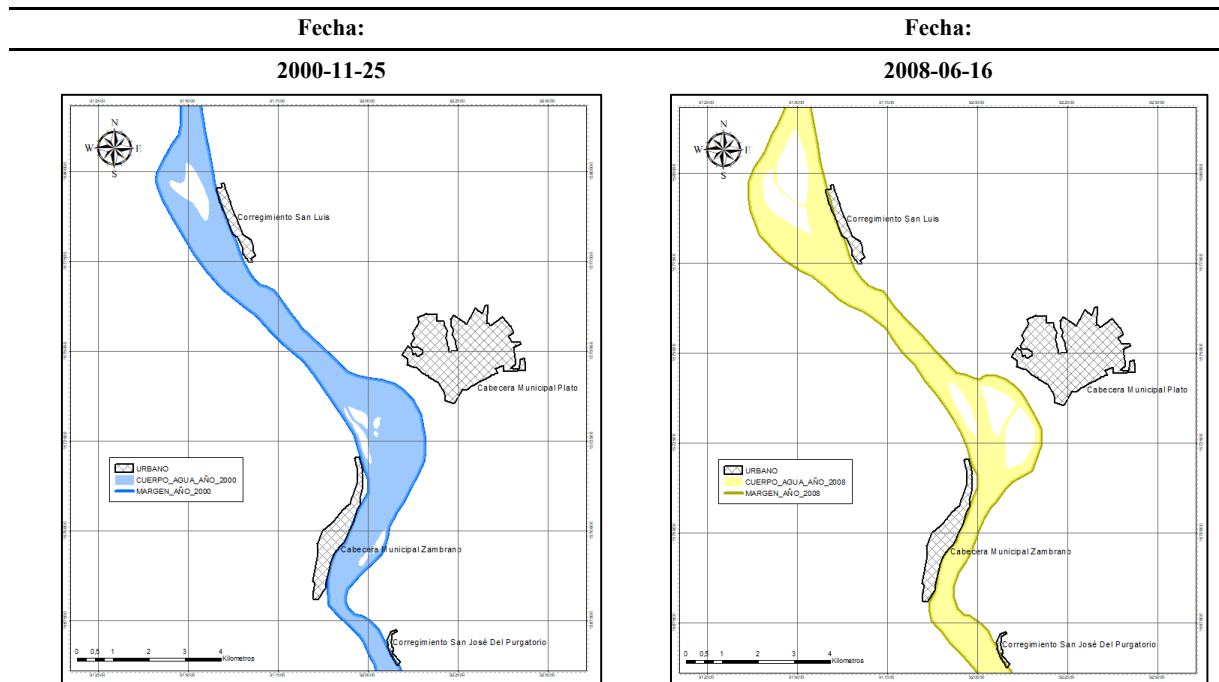 Fecha:
Fecha:
2000-11-25
2008-06-16
N
W E
S
Corregimiento San Luis
Cabecera Municipal Plato
URBANO
CUERPO_AGUA_AÑO_2000
MARGEN_AÑO_2000
Cabecera Municipal Zambrano
Corregimiento San José Del Purgatorio
0 0,5 1 2 3 4
Kilometros
N
W E
S
Corregimiento San Luis
Cabecera Municipal Plato
URBANO
CUERPO_AGUA_AÑO_2008
MARGEN_AÑO_2008
Cabecera Municipal Zambrano
Corregimiento San José Del Purgatorio
0 0,5 1 2 3 4
Kilometros